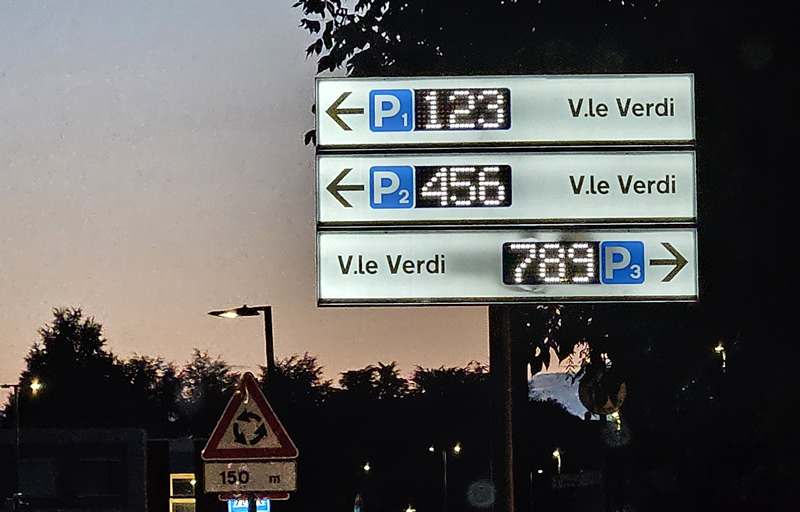 P1 123 V.le Verdi
P2 456 V.le Verdi
V.le Verdi 789 P3
150 m